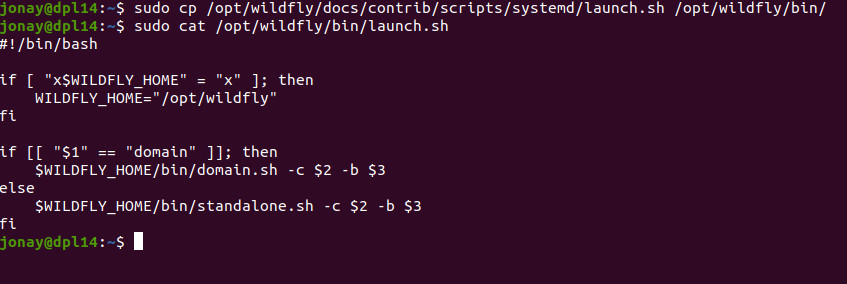 jonay@dpl14:~$ sudo cp /opt/wildfly/docs/contrib/scripts/systemd/launch.sh /opt/wildfly/bin/
jonay@dpl14:~$ sudo cat /opt/wildfly/bin/launch.sh
#!/bin/bash

if [ "x$WILDFLY_HOME" = "x" ]; then
    WILDFLY_HOME="/opt/wildfly"
fi

if [[ "$1" == "domain" ]]; then
    $WILDFLY_HOME/bin/domain.sh -c $2 -b $3
else
    $WILDFLY_HOME/bin/standalone.sh -c $2 -b $3
fi
jonay@dpl14:~$